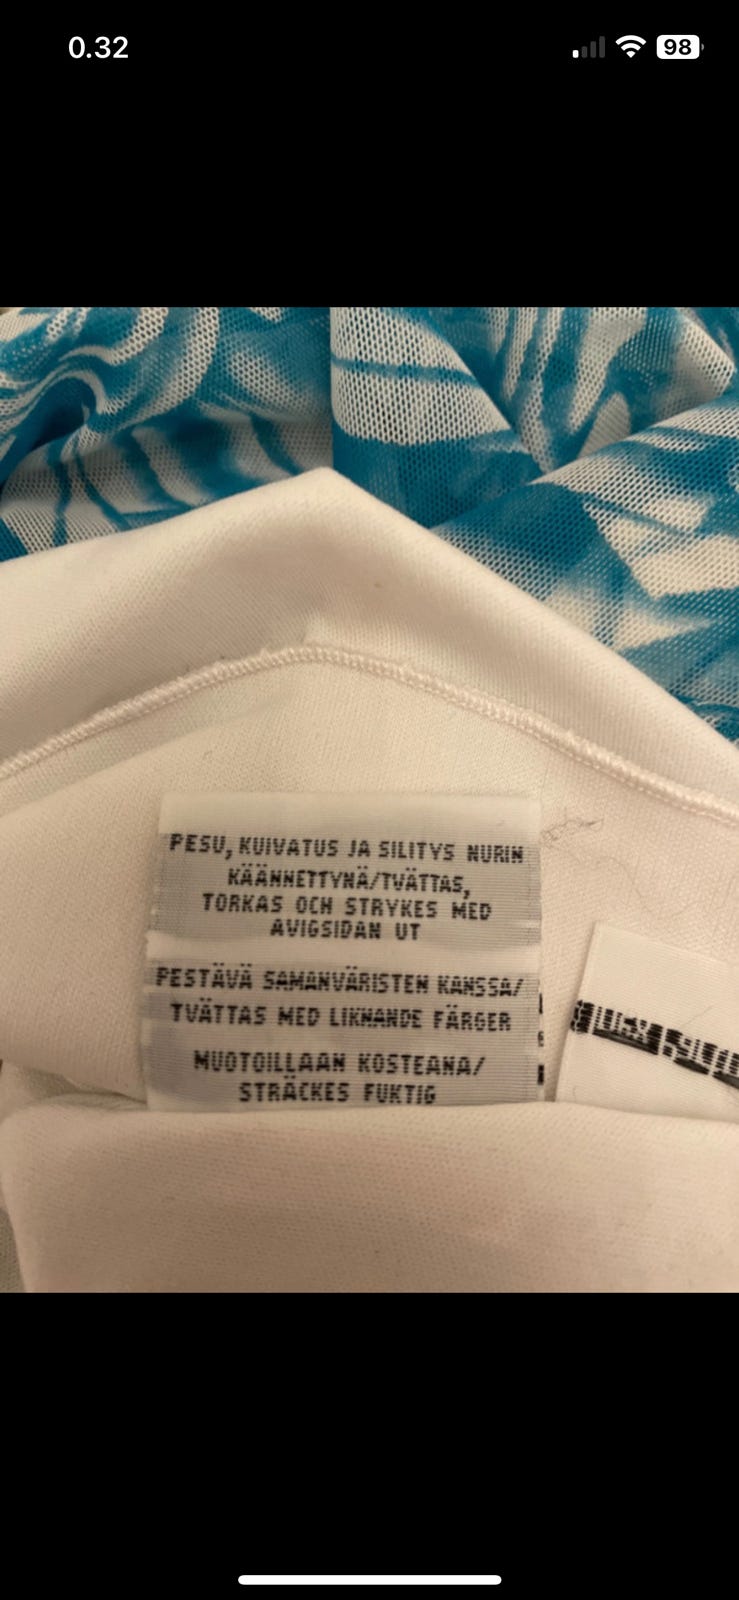 0.32
98
PESU, KUIVATUS JA SILITYS NURIN
KÄÄNNETTYNÄ/TVÄTTAS,
TORKAS OCH STRYKES MED
AVIGSIDAN UT
PESTÄVÄ SAMANVÄRISTEN KANSSA/
TVÄTTAS MED LIKNANDE FÄRGER
MUOTOILLAAN KOSTEANA/
STRÄCKES FUKTIG